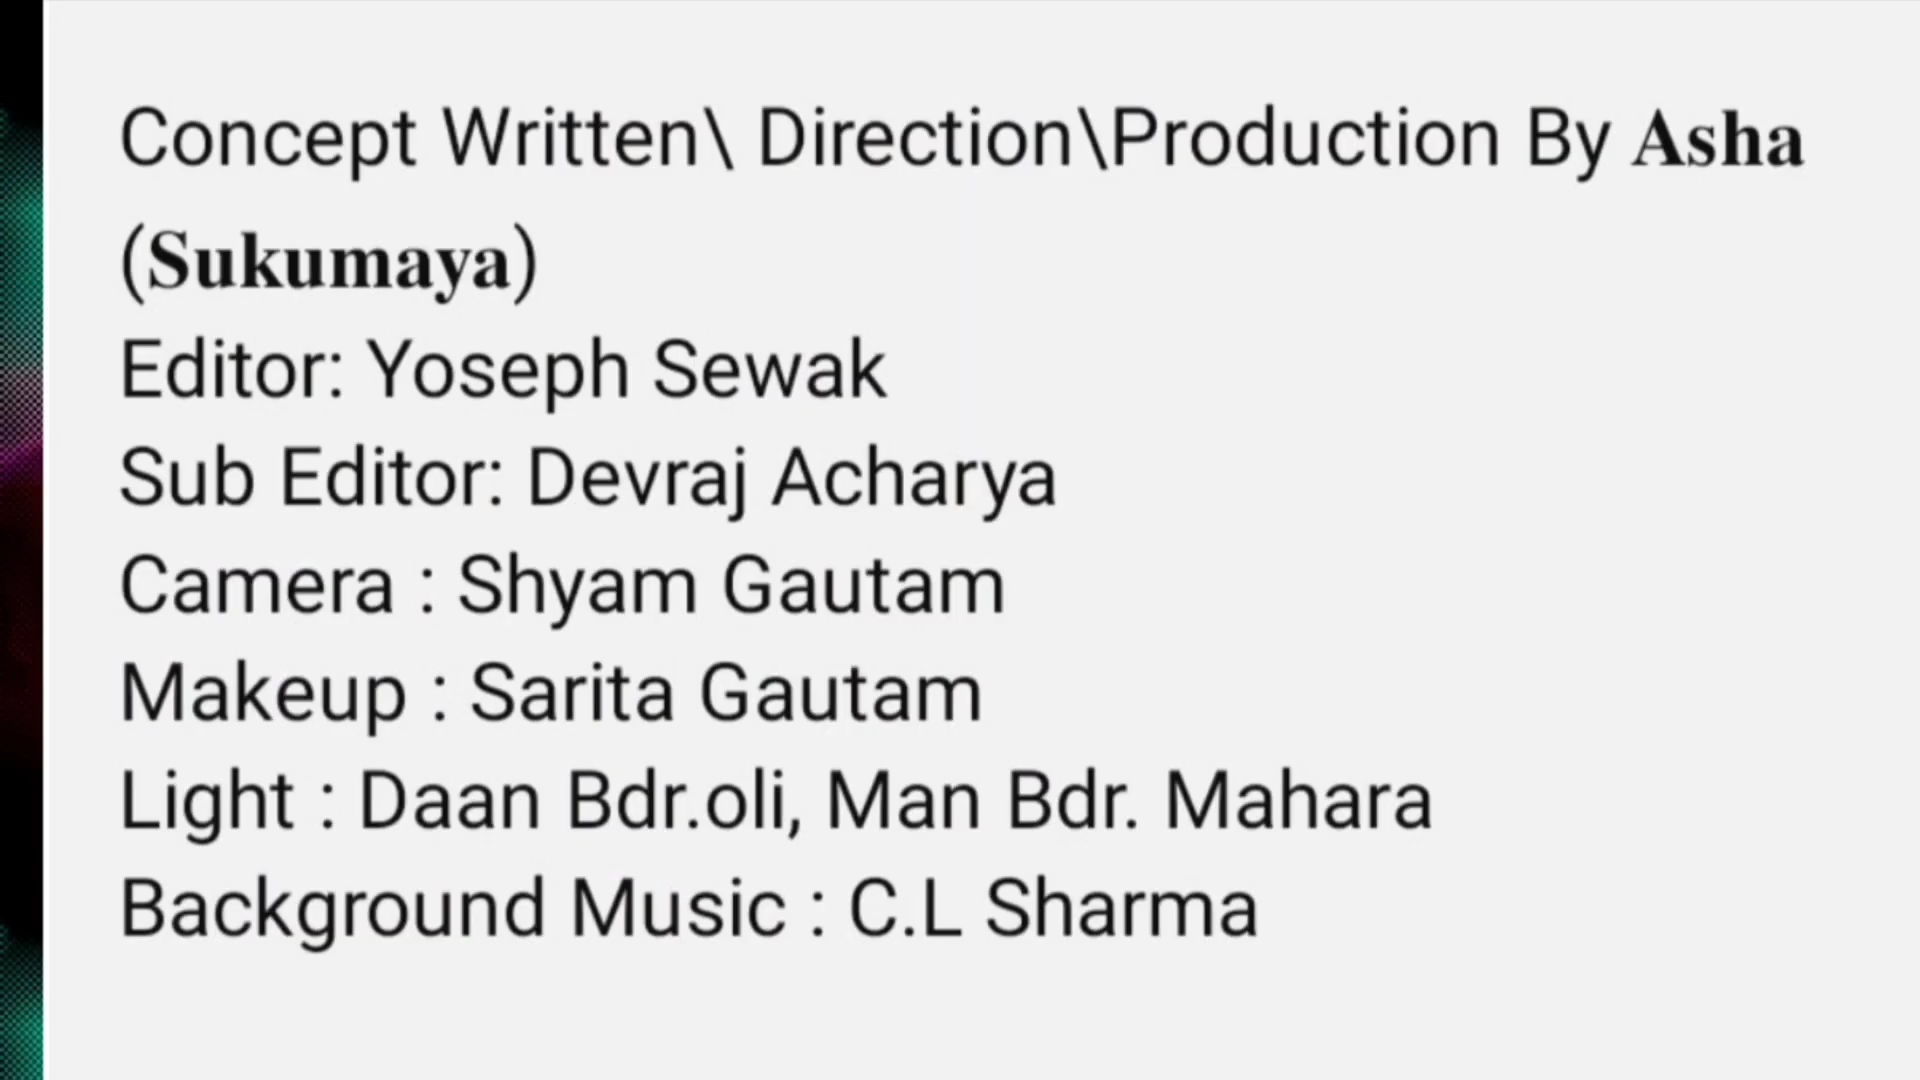 Concept Written\ Direction\Production By Asha
(Sukumaya)
Editor: Yoseph Sewak
Sub Editor: Devraj Acharya
Camera : Shyam Gautam
Makeup : Sarita Gautam
Light : Daan Bdr.oli, Man Bdr. Mahara
Background Music : C.L Sharma